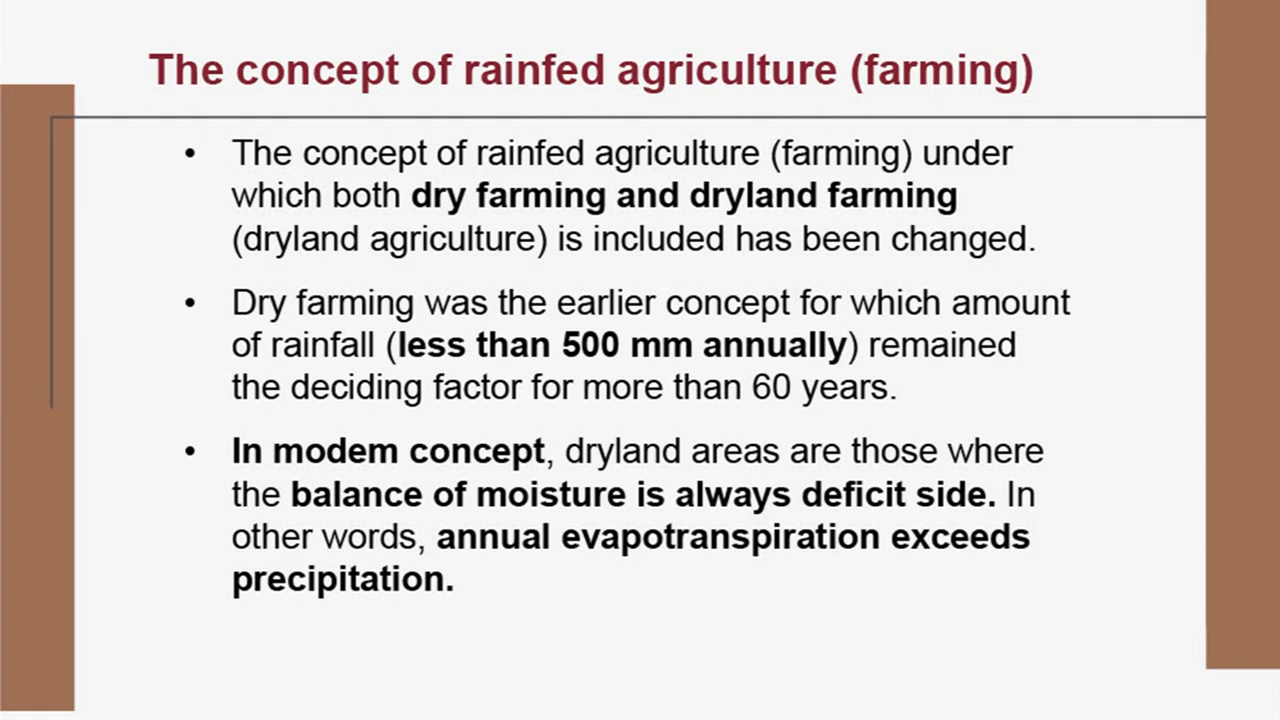 The concept of rainfed agriculture (farming)
• The concept of rainfed agriculture (farming) under
which both dry farming and dryland farming
(dryland agriculture) is included has been changed.
• Dry farming was the earlier concept for which amount
of rainfall (less than 500 mm annually) remained
the deciding factor for more than 60 years.
• In modem concept, dryland areas are those where
the balance of moisture is always deficit side. In
other words, annual evapotranspiration exceeds
precipitation.